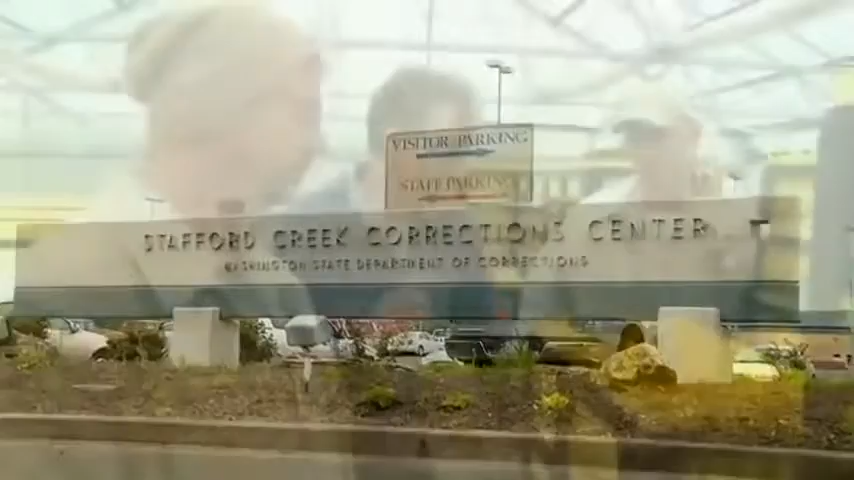 VISITOR PARKING
STAFF PARKING
STAFFORD CREEK CORRECTIONS CENTER
WASHINGTON STATE DEPARTMENT OF CORRECTIONS